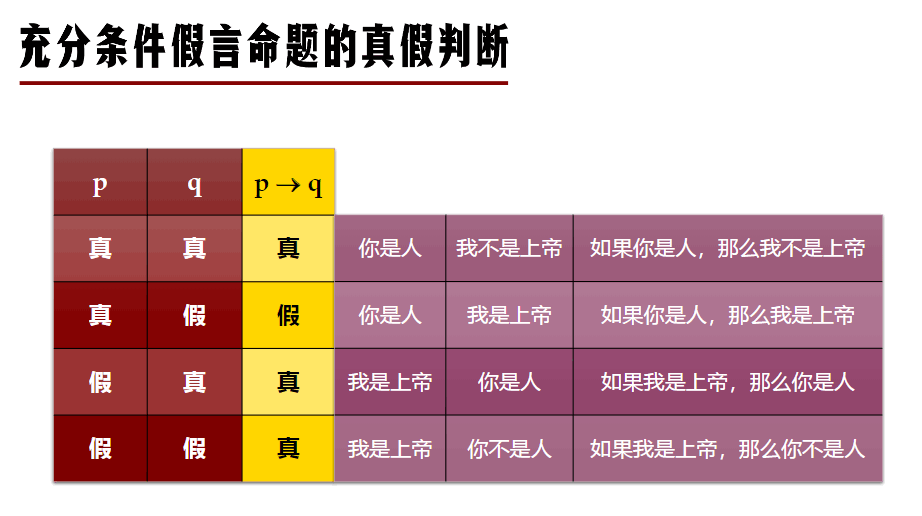 充分条件假言命题的真假判断
p q p → q
真 真 真 你是人 我不是上帝 如果你是人，那么我不是上帝
真 假 假 你是人 我是上帝 如果你是人，那么我是上帝
假 真 真 我是上帝 你是人 如果我是上帝，那么你是人
假 假 真 我是上帝 你不是人 如果我是上帝，那么你不是人